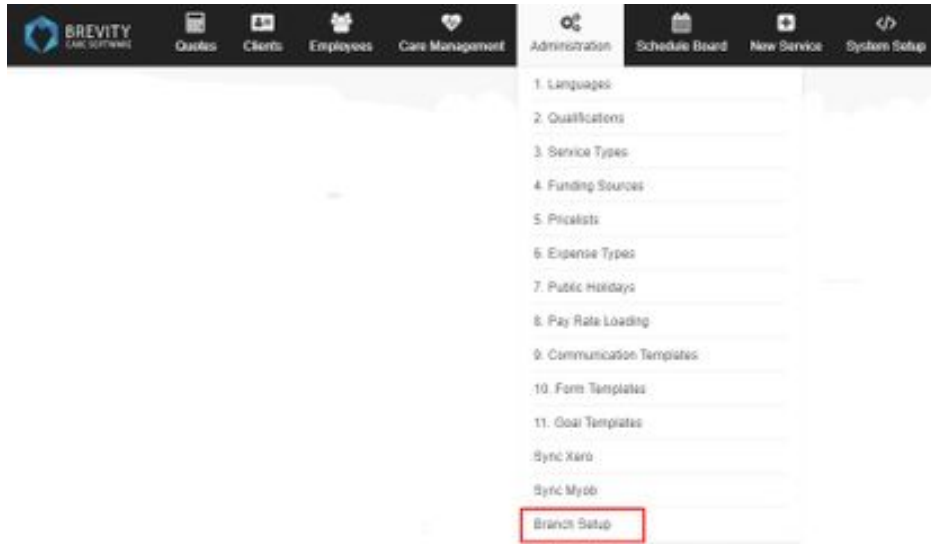 BREVITY
CARE SOFTWARE
Quotes Clients Employees Care Management Administration Schedule Board New Service System Setup
1. Languages
2. Qualifications
3. Service Types
4. Funding Sources
5. Pricelists
6. Expense Types
7. Public Holidays
8. Pay Rate Loading
9. Communication Templates
10. Form Templates
11. Goal Templates
Sync Xero
Sync Myob
Branch Setup